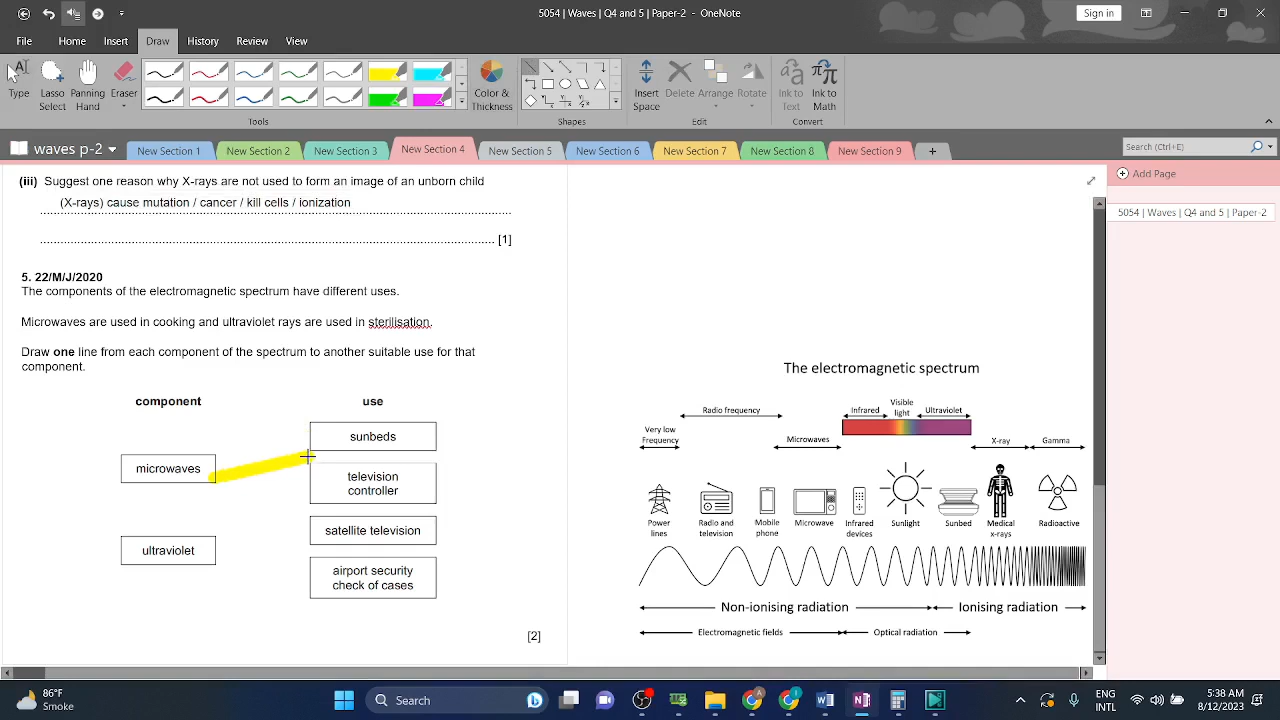 5054 | Waves | Q4 and 5 | Paper-2 - OneNote
Sign in
File Home Insert Draw History Review View
Type Lasso Select Panning Hand Eraser Color & Thickness Insert Space Delete Arrange Rotate Ink to Text Ink to Math
Tools Shapes Edit Convert
waves p-2 New Section 1 New Section 2 New Section 3 New Section 4 New Section 5 New Section 6 New Section 7 New Section 8 New Section 9 + Search (Ctrl+E)
Add Page
5054 | Waves | Q4 and 5 | Paper-2
(iii) Suggest one reason why X-rays are not used to form an image of an unborn child
(X-rays) cause mutation / cancer / kill cells / ionization
[1]
5. 22/M/J/2020
The components of the electromagnetic spectrum have different uses.
Microwaves are used in cooking and ultraviolet rays are used in sterilisation.
Draw one line from each component of the spectrum to another suitable use for that
component.
component use
sunbeds
microwaves
television
controller
satellite television
ultraviolet
airport security
check of cases
[2]
The electromagnetic spectrum
Visible
light
Radio frequency Infrared Ultraviolet
Very low
Frequency
Microwaves X-ray Gamma
Power
lines
Radio and
television
Mobile
phone
Microwave
Infrared
devices
Sunlight
Sunbed
Medical
x-rays
Radioactive
Non-ionising radiation Ionising radiation
Electromagnetic fields Optical radiation
86°F
Smoke
Search
ENG
INTL
5:38 AM
8/12/2023